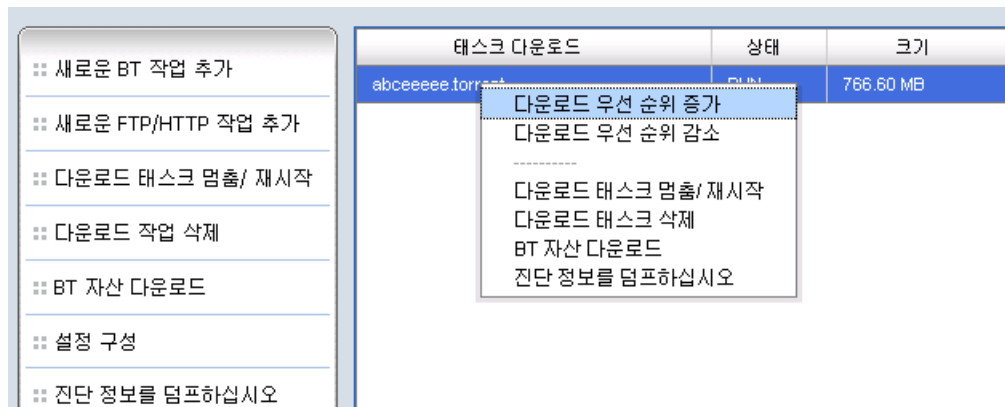 새로운 BT 작업 추가
새로운 FTP/HTTP 작업 추가
다운로드 태스크 멈춤/ 재시작
다운로드 작업 삭제
BT 자산 다운로드
설정 구성
진단 정보를 덤프하십시오
태스크 다운로드 상태 크기
abceeeee.torrent RUN 766.60 MB
다운로드 우선 순위 증가
다운로드 우선 순위 감소
----------
다운로드 태스크 멈춤/ 재시작
다운로드 태스크 삭제
BT 자산 다운로드
진단 정보를 덤프하십시오